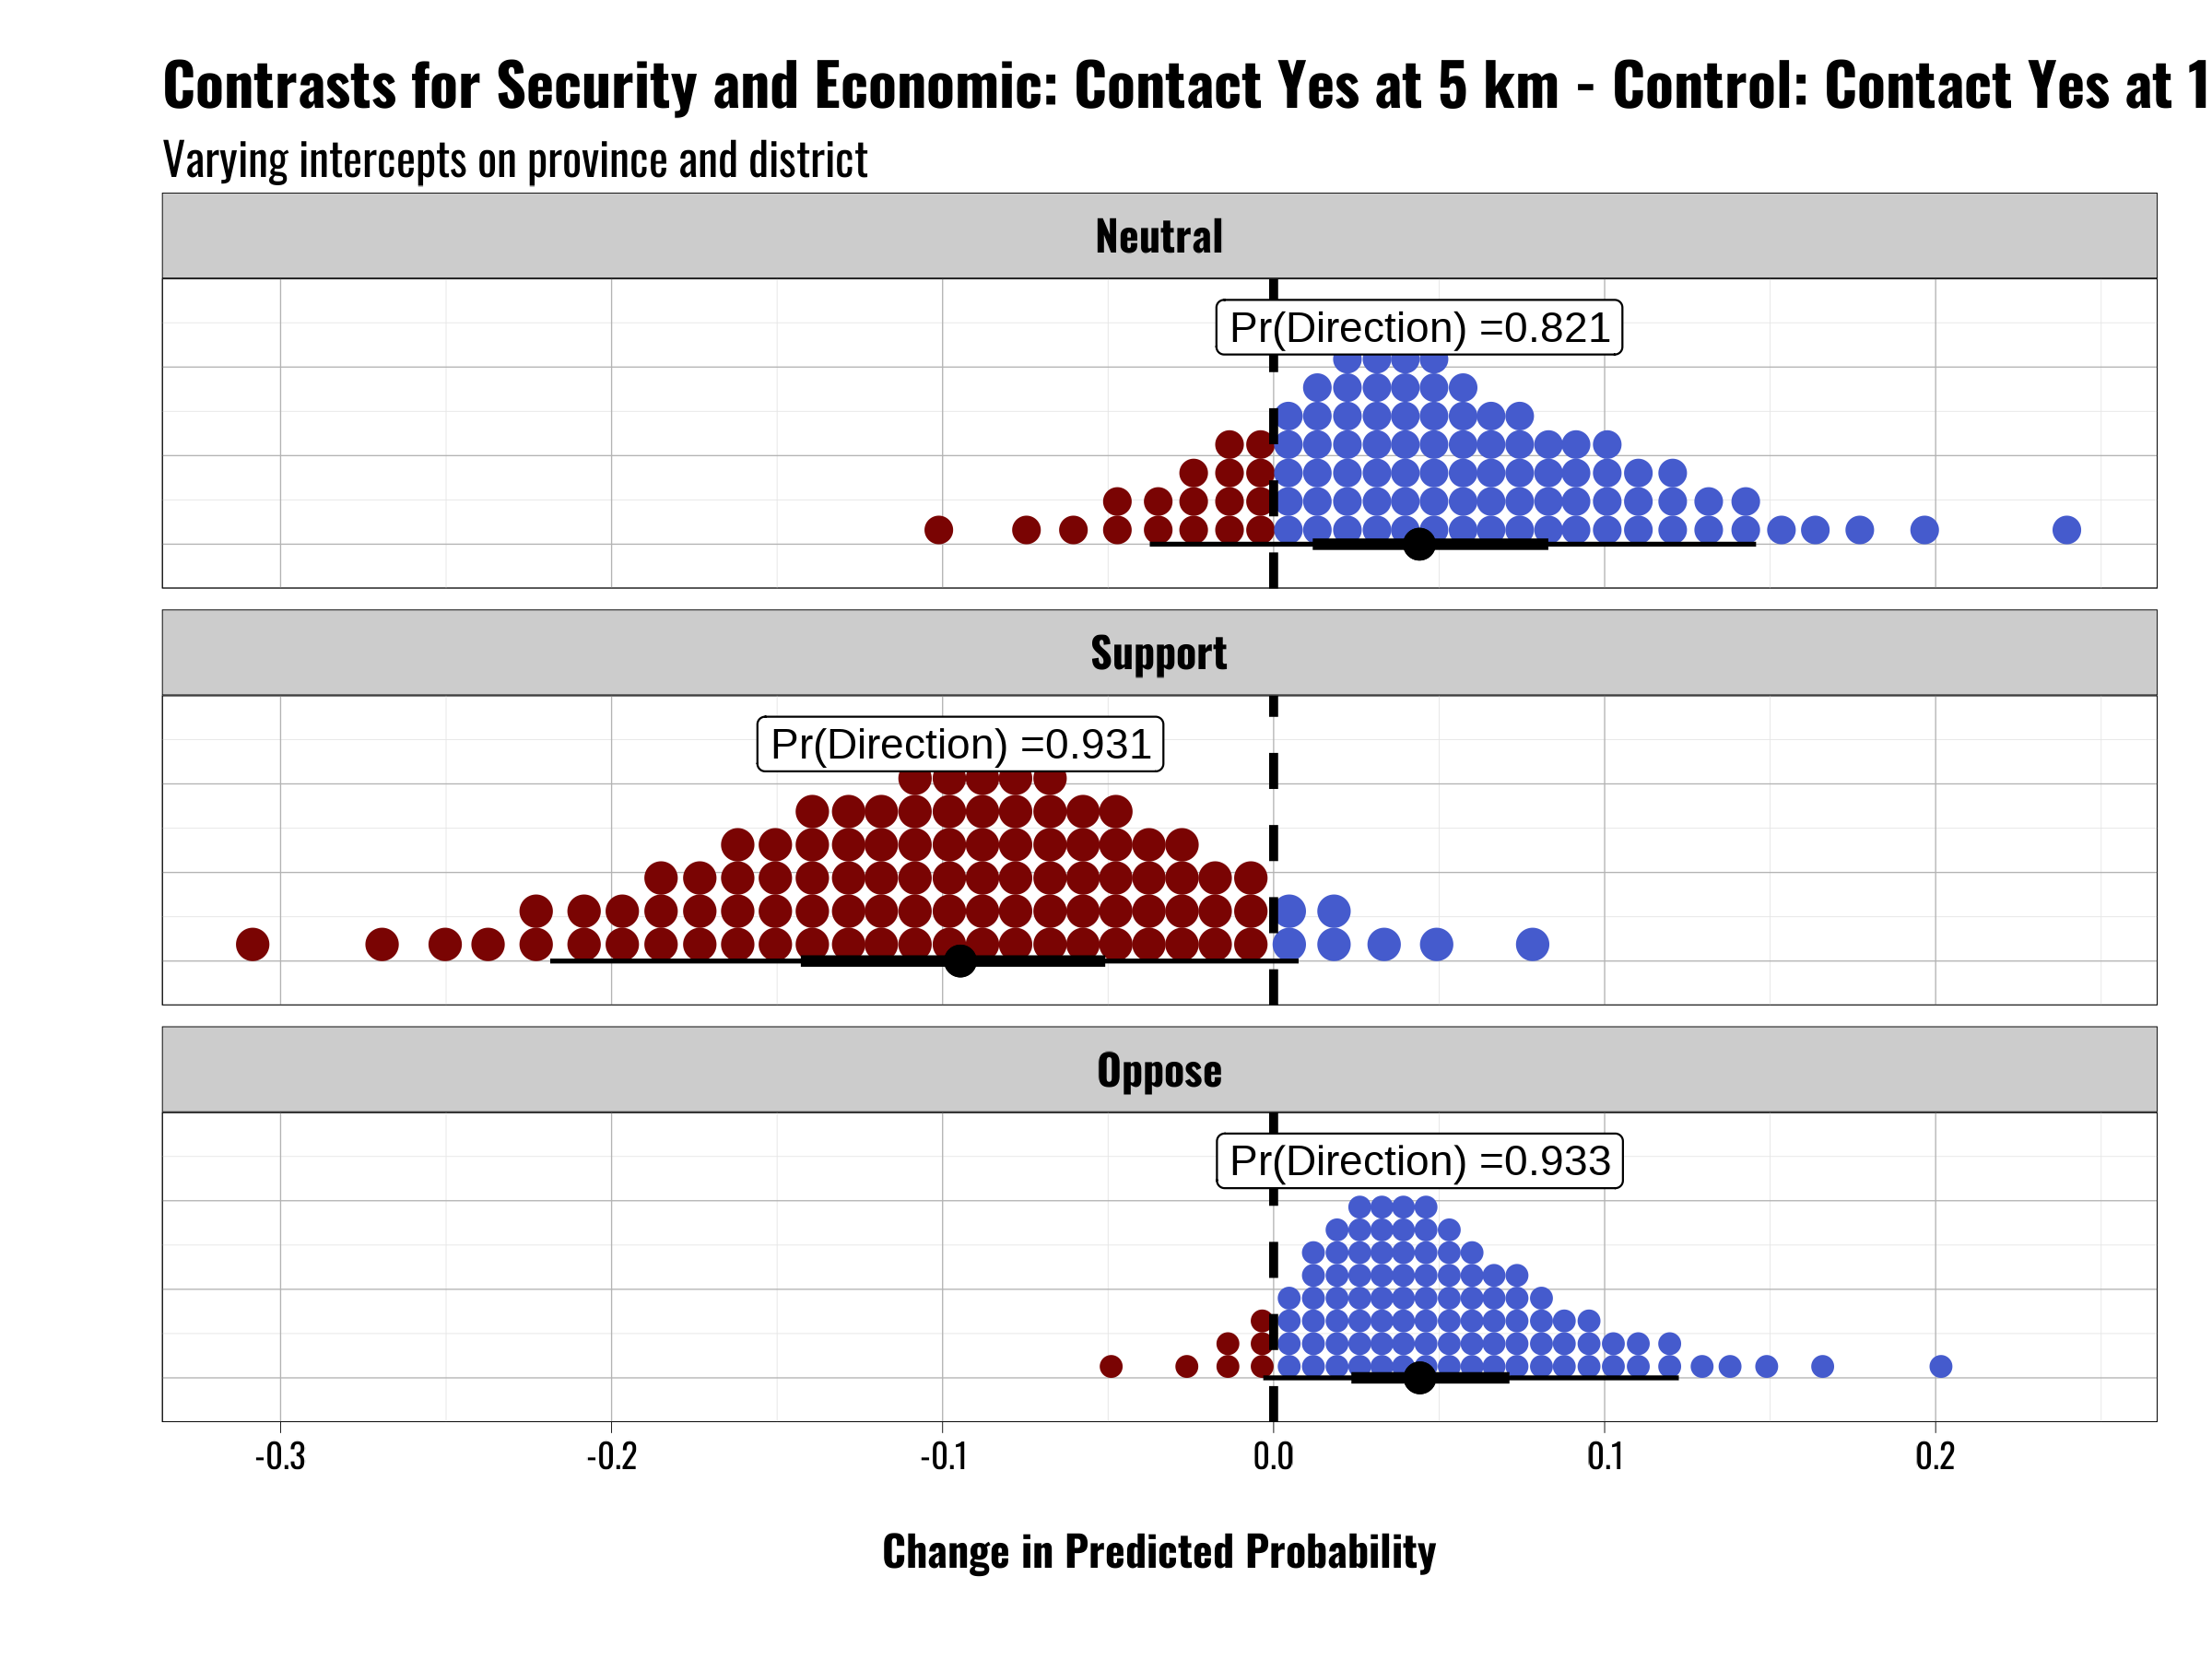 Contrasts for Security and Economic: Contact Yes at 5 km - Control: Contact Yes at 1
Varying intercepts on province and district
Neutral
Pr(Direction) =0.821
Support
Pr(Direction) =0.931
Oppose
Pr(Direction) =0.933
-0.3 -0.2 -0.1 0.0 0.1 0.2
Change in Predicted Probability